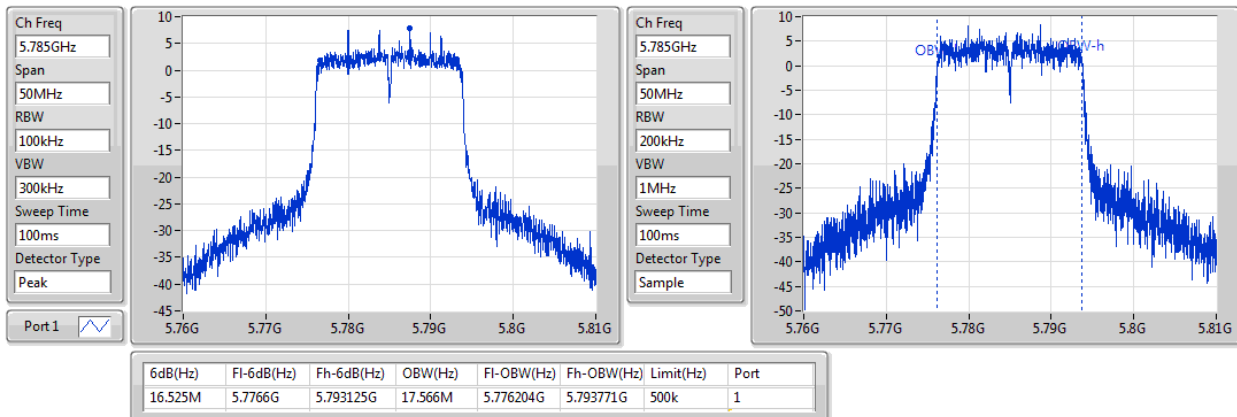 Ch Freq
5.785GHz
Span
50MHz
RBW
100kHz
VBW
300kHz
Sweep Time
100ms
Detector Type
Peak
Port 1
10
5
0
-5
-10
-15
-20
-25
-30
-35
-40
-45
5.76G 5.77G 5.78G 5.79G 5.8G 5.81G
Ch Freq
5.785GHz
Span
50MHz
RBW
200kHz
VBW
1MHz
Sweep Time
100ms
Detector Type
Sample
10
5
0
-5
-10
-15
-20
-25
-30
-35
-40
-45
-50
5.76G 5.77G 5.78G 5.79G 5.8G 5.81G
6dB(Hz) Fl-6dB(Hz) Fh-6dB(Hz) OBW(Hz) Fl-OBW(Hz) Fh-OBW(Hz) Limit(Hz) Port
16.525M 5.7766G 5.793125G 17.566M 5.776204G 5.793771G 500k 1